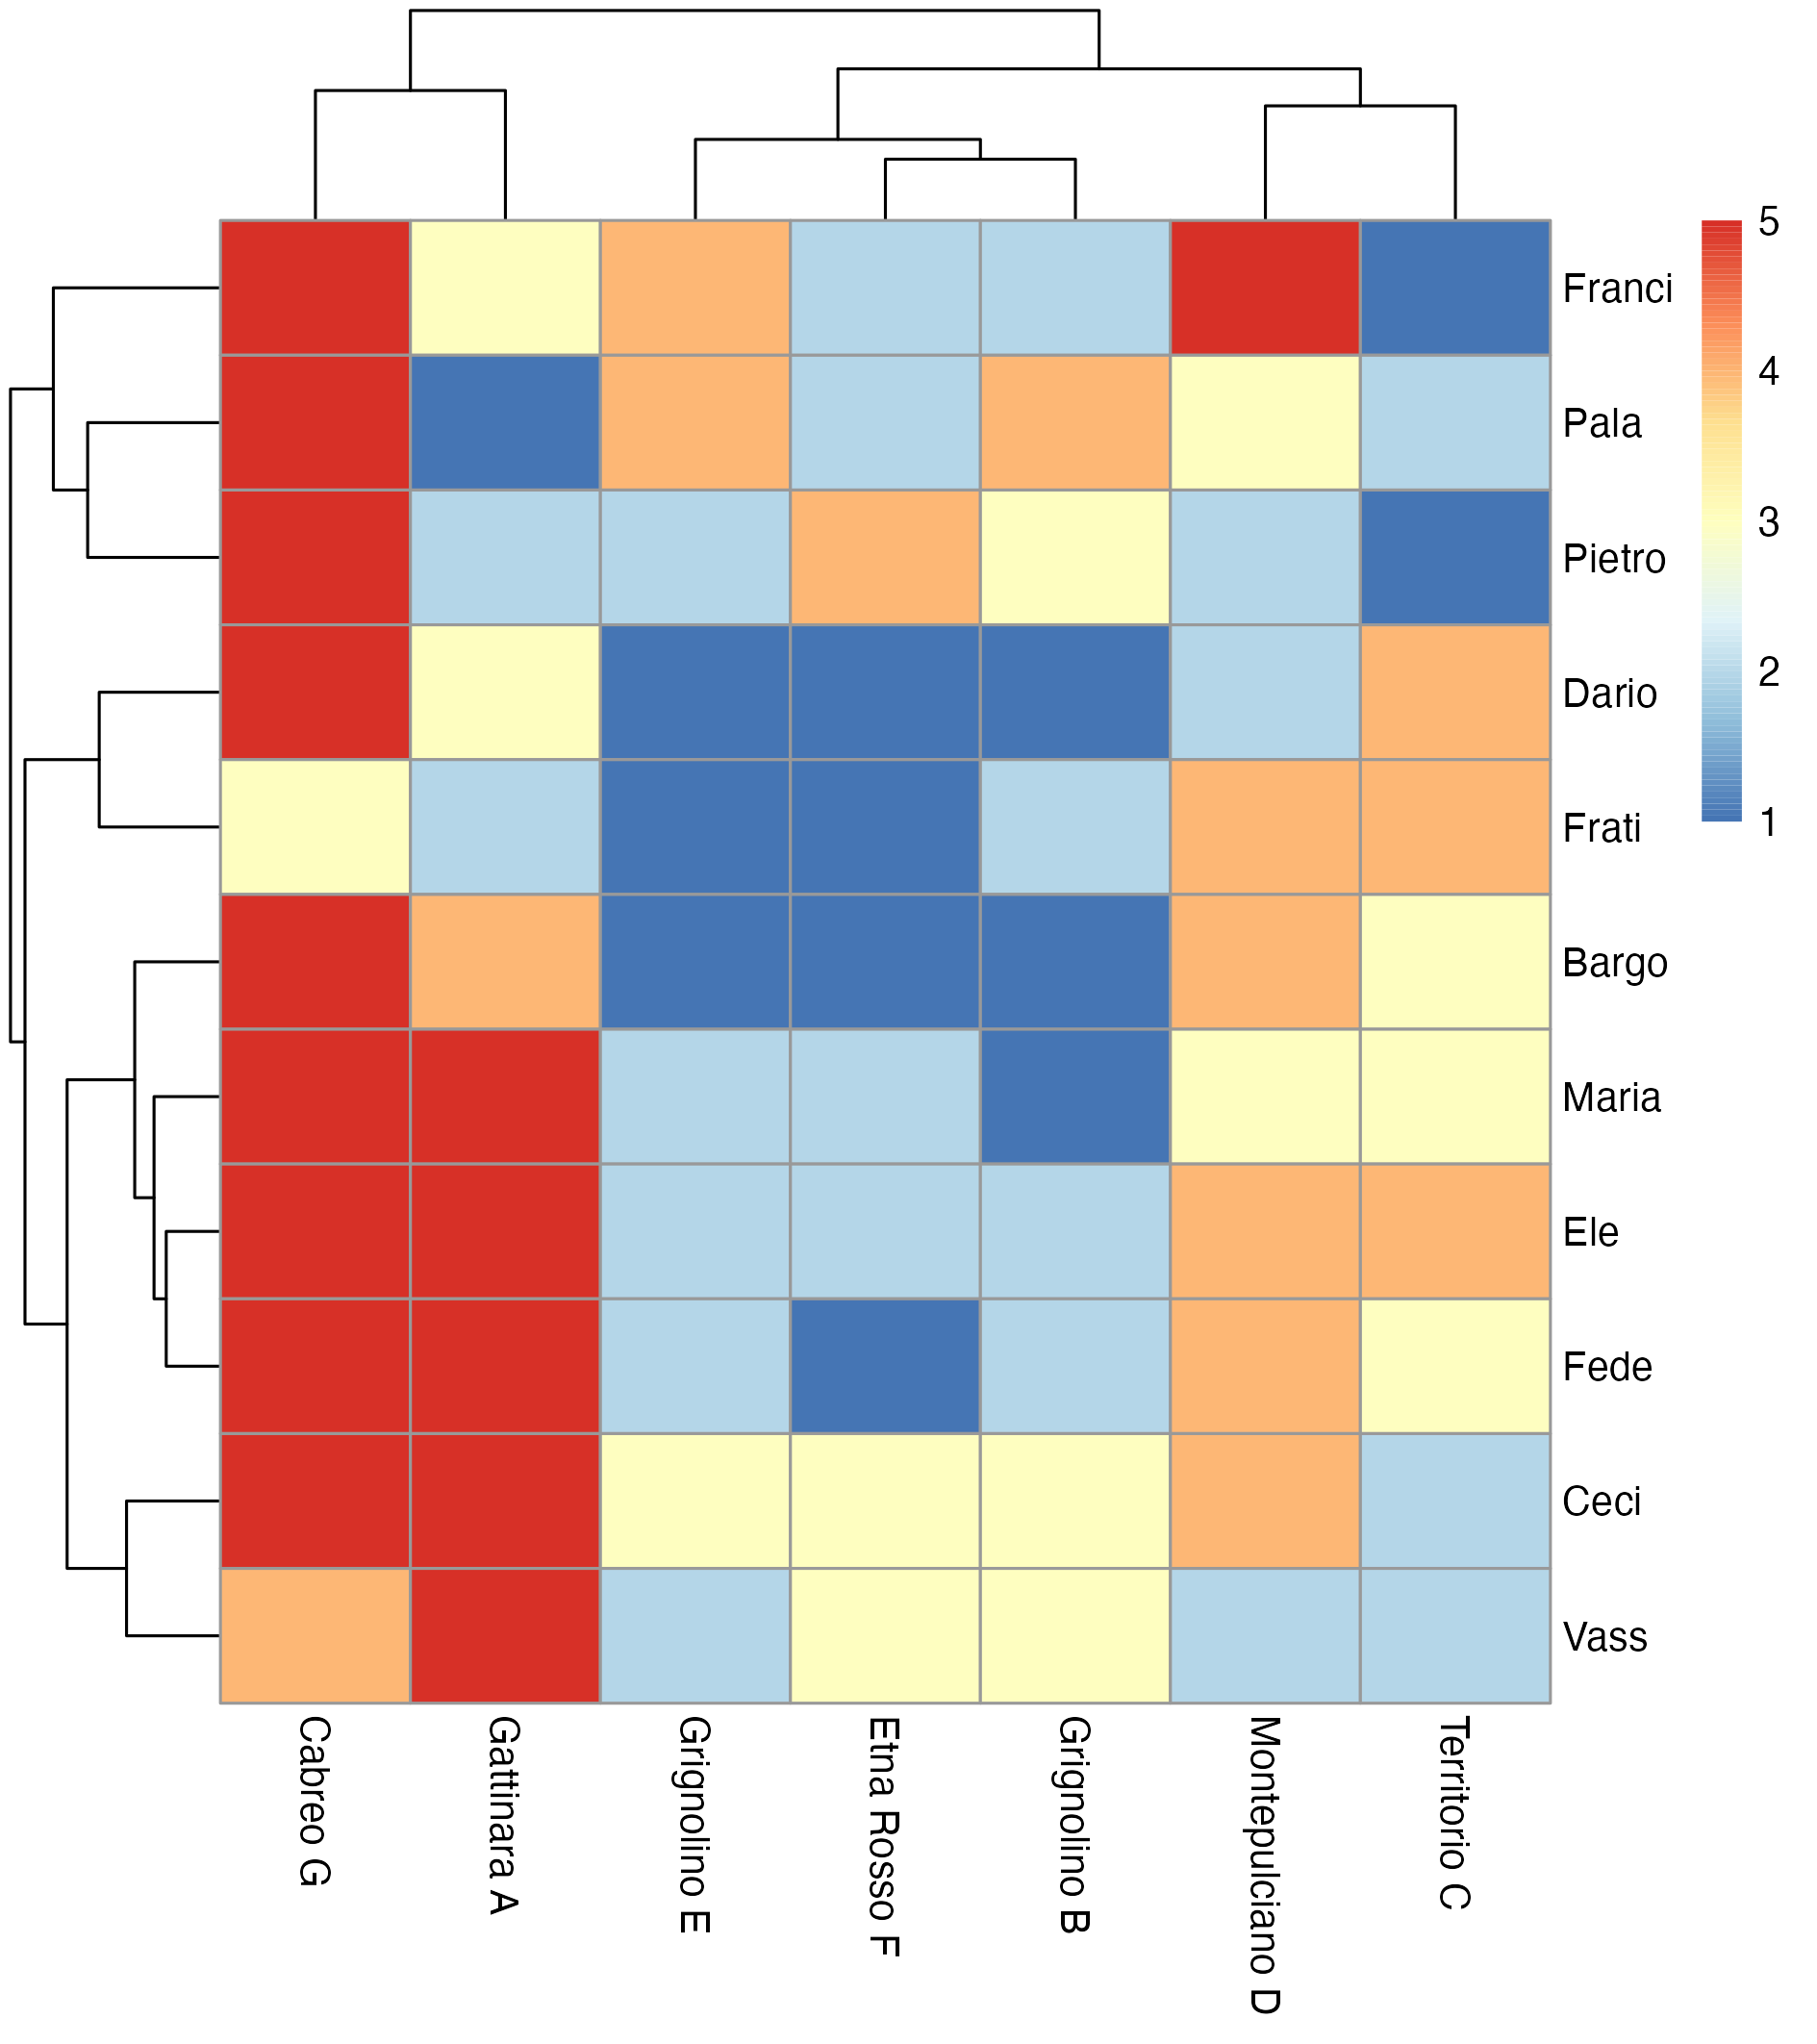 5
4
3
2
1
Franci
Pala
Pietro
Dario
Frati
Bargo
Maria
Ele
Fede
Ceci
Vass
Cabreo G
Gattinara A
Grignolino E
Etna Rosso F
Grignolino B
Montepulciano D
Territorio C